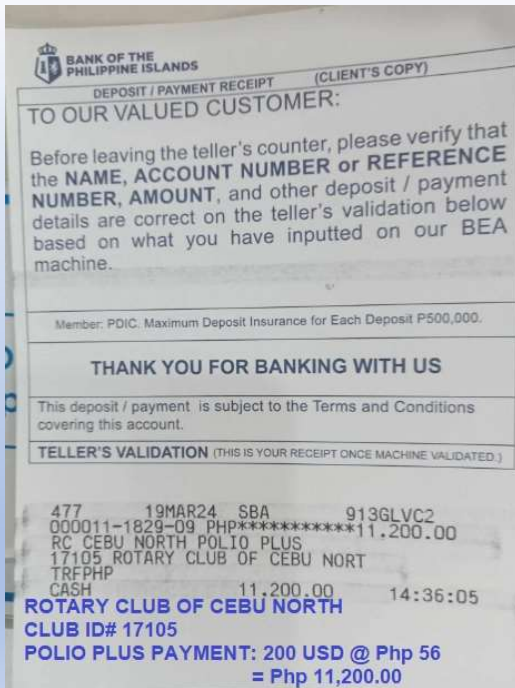 BANK OF THE
PHILIPPINE ISLANDS
DEPOSIT / PAYMENT RECEIPT (CLIENT'S COPY)
TO OUR VALUED CUSTOMER:
Before leaving the teller's counter, please verify that
the NAME, ACCOUNT NUMBER or REFERENCE
NUMBER, AMOUNT, and other deposit / payment
details are correct on the teller's validation below
based on what you have inputted on our BEA
machine.
Member: PDIC. Maximum Deposit Insurance for Each Deposit P500,000.
THANK YOU FOR BANKING WITH US
This deposit / payment is subject to the Terms and Conditions
covering this account.
TELLER'S VALIDATION (THIS IS YOUR RECEIPT ONCE MACHINE VALIDATED.)
477 19MAR24 SBA 913GLVC2
000011-1829-09 PHP***********11,200.00
RC CEBU NORTH POLIO PLUS
17105 ROTARY CLUB OF CEBU NORT
TRFPHP
CASH 11,200.00 14:36:05
ROTARY CLUB OF CEBU NORTH
CLUB ID# 17105
POLIO PLUS PAYMENT: 200 USD @ Php 56
= Php 11,200.00